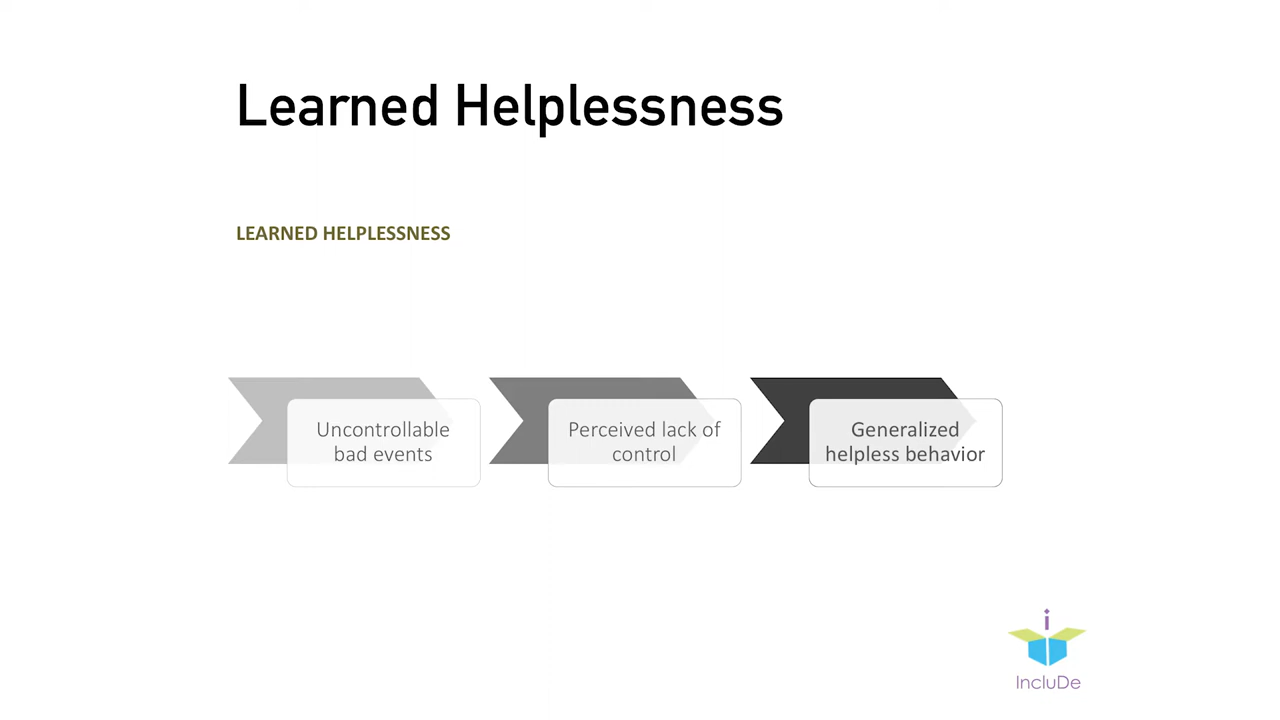 Learned Helplessness
LEARNED HELPLESSNESS
Uncontrollable
bad events
Perceived lack of
control
Generalized
helpless behavior
i
IncluDe